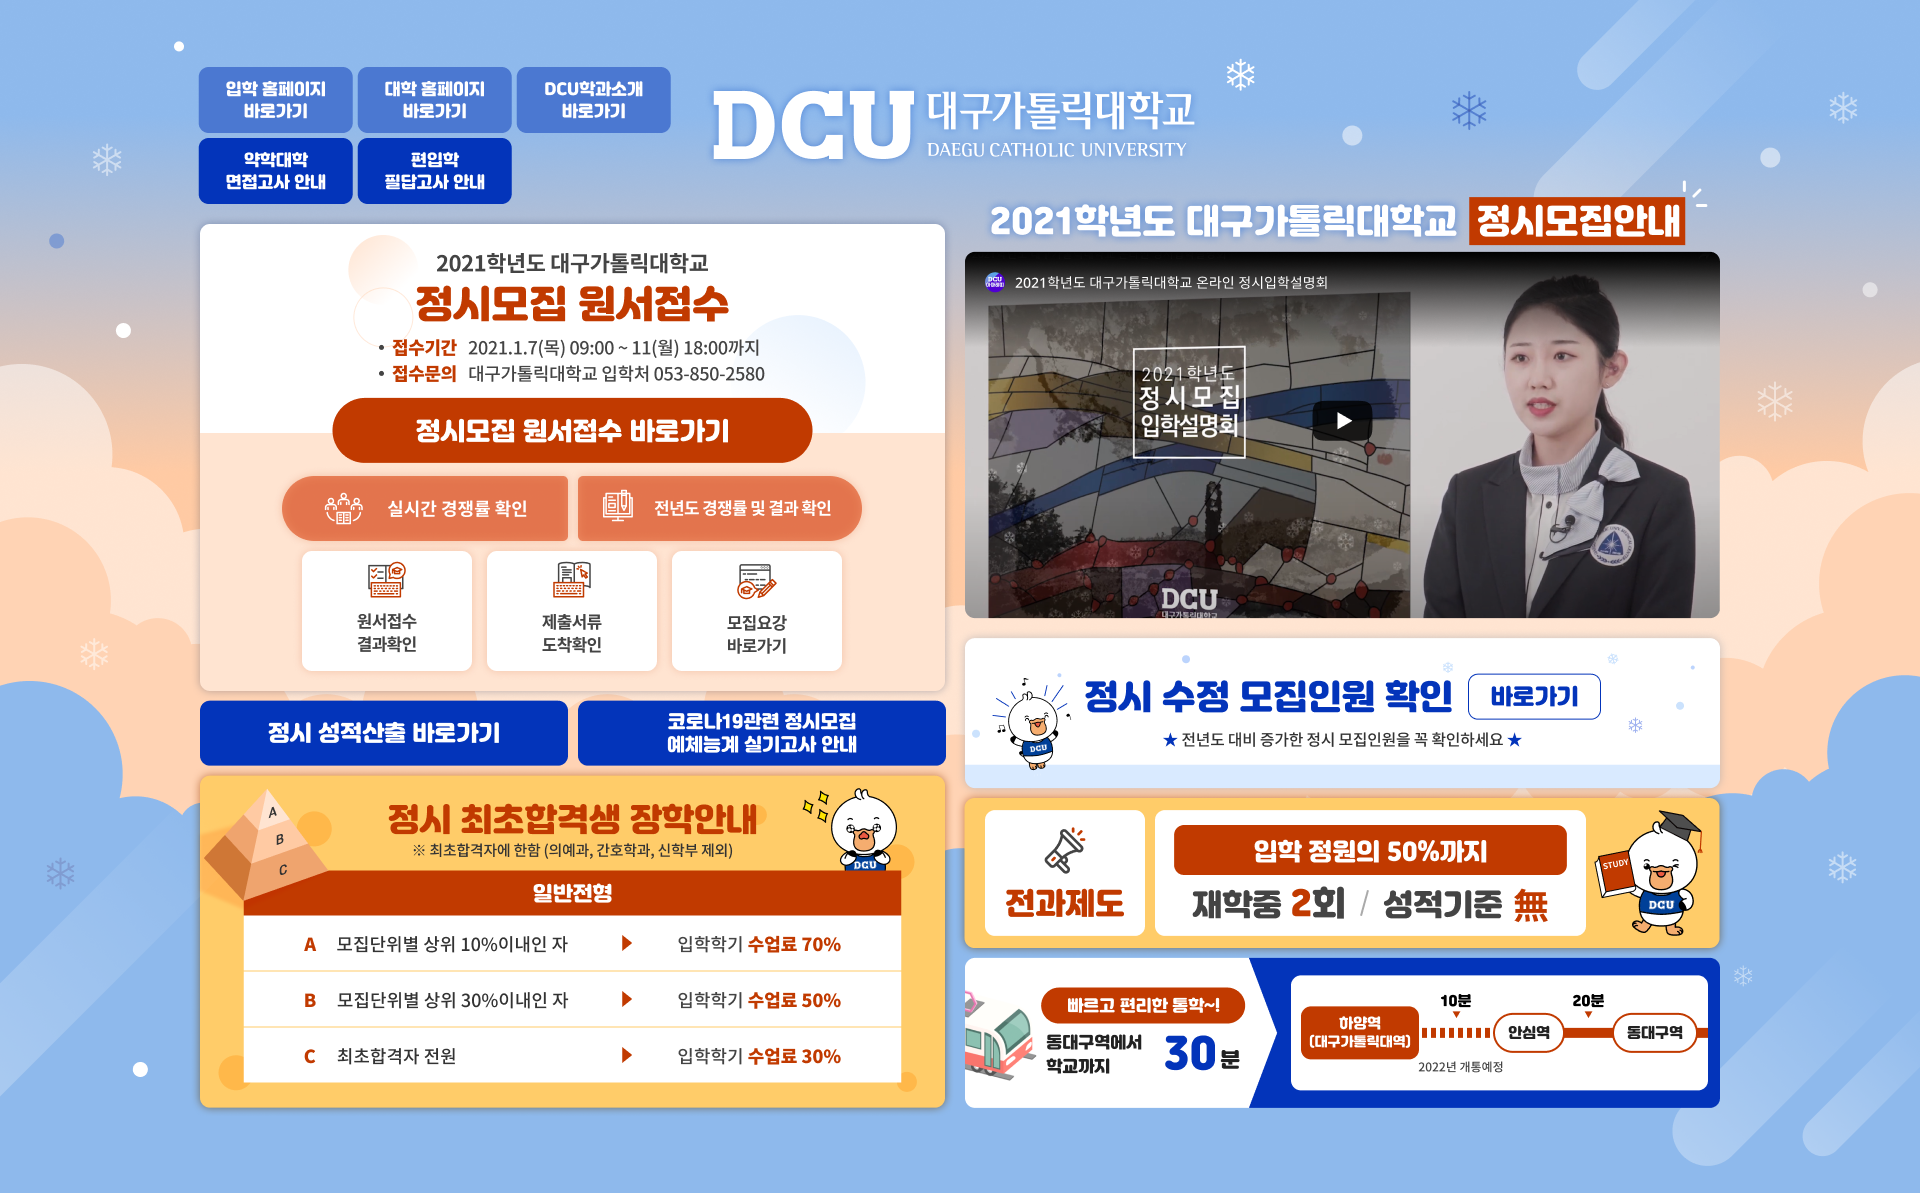 입학 홈페이지
바로가기
대학 홈페이지
바로가기
DCU학과소개
바로가기
약학대학
면접고사 안내
편입학
필답고사 안내
DCU 대구가톨릭대학교
DAEGU CATHOLIC UNIVERSITY
2021학년도 대구가톨릭대학교
정시모집 원서접수
• 접수기간 2021.1.7(목) 09:00 ~ 11(월) 18:00까지
• 접수문의 대구가톨릭대학교 입학처 053-850-2580
정시모집 원서접수 바로가기
실시간 경쟁률 확인
전년도 경쟁률 및 결과 확인
원서접수
결과확인
제출서류
도착확인
모집요강
바로가기
정시 성적산출 바로가기
코로나19관련 정시모집
예체능계 실기고사 안내
A
B
C
정시 최초합격생 장학안내
※ 최초합격자에 한함 (의예과, 간호학과, 신학부 제외)
DCU
일반전형
A 모집단위별 상위 10%이내인 자 ▶ 입학학기 수업료 70%
B 모집단위별 상위 30%이내인 자 ▶ 입학학기 수업료 50%
C 최초합격자 전원 ▶ 입학학기 수업료 30%
2021학년도 대구가톨릭대학교 정시모집안내
DCU
2021학년도 대구가톨릭대학교 온라인 정시입학설명회
2021학년도
정시모집
입학설명회
DCU
대구가톨릭대학교
정시 수정 모집인원 확인 바로가기
★ 전년도 대비 증가한 정시 모집인원을 꼭 확인하세요 ★
DCU
전과제도
입학 정원의 50%까지
재학중 2회 / 성적기준 無
STUDY
DCU
빠르고 편리한 통학~!
동대구역에서
학교까지
30분
10분
20분
하양역
(대구가톨릭대역)
안심역
동대구역
2022년 개통예정